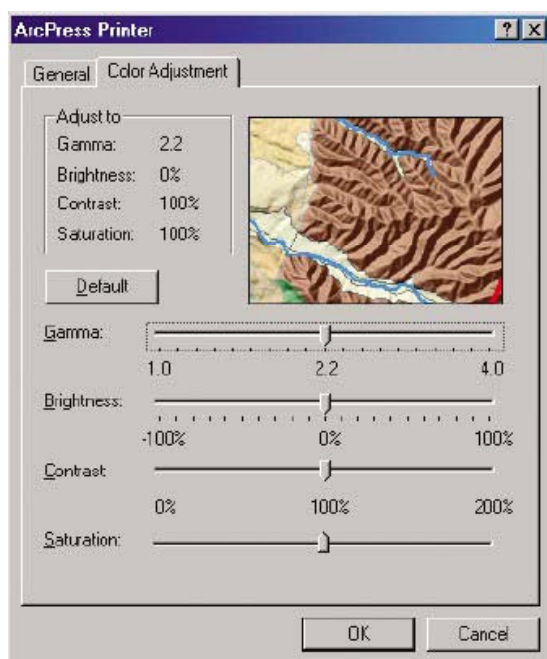 ArcPress Printer
General
Color Adjustment
Adjust to
Gamma: 2.2
Brightness: 0%
Contrast: 100%
Saturation: 100%
Default
Gamma:
1.0 2.2 4.0
Brightness:
-100% 0% 100%
Contrast
0% 100% 200%
Saturation:
OK Cancel